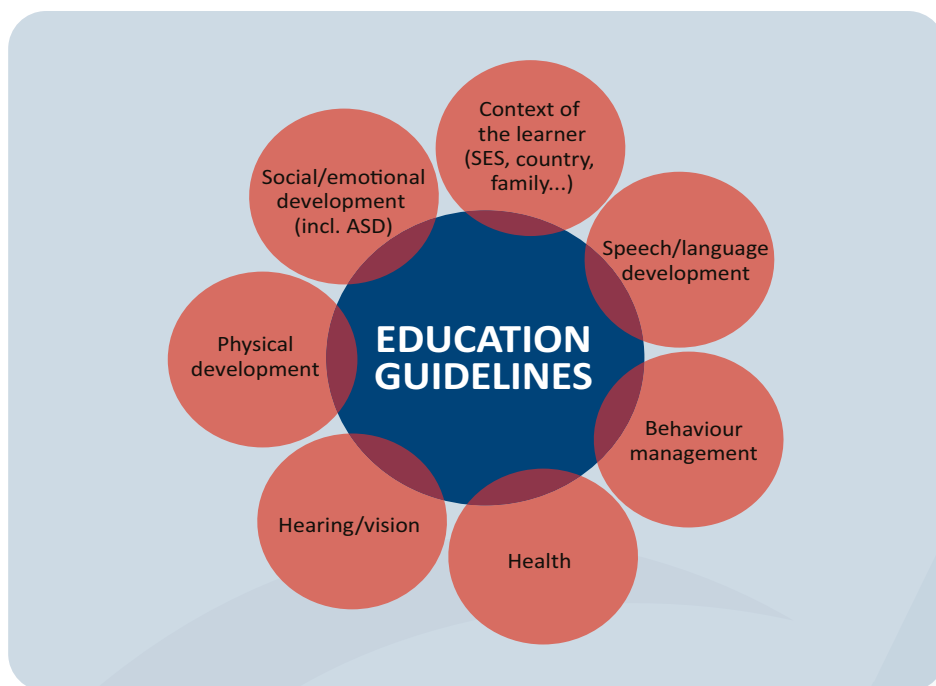 Context of
the learner
(SES, country,
family...)
Social/emotional
development
(incl. ASD)
Speech/language
development
EDUCATION
GUIDELINES
Physical
development
Behaviour
management
Hearing/vision
Health